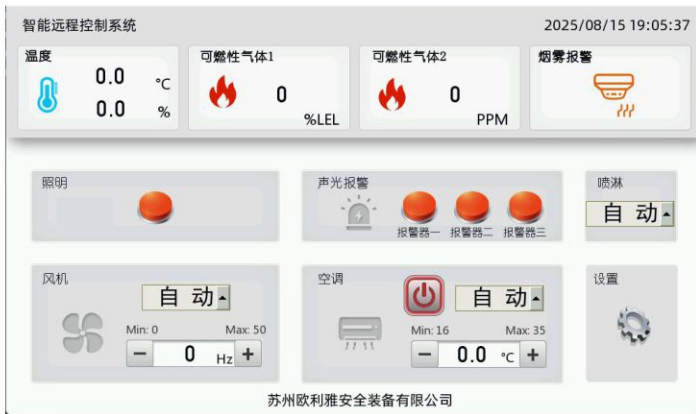 智能远程控制系统 2025/08/15 19:05:37
温度 可燃性气体1 可燃性气体2 烟雾报警
0.0 ℃
0.0 %
0 %LEL
0 PPM
照明 声光报警 喷淋
报警器一 报警器二 报警器三
自 动
风机 空调 设置
自 动 自 动
Min: 0 Max: 50 Min: 16 Max: 35
− 0 Hz + − 0.0 ℃ +
苏州欧利雅安全装备有限公司